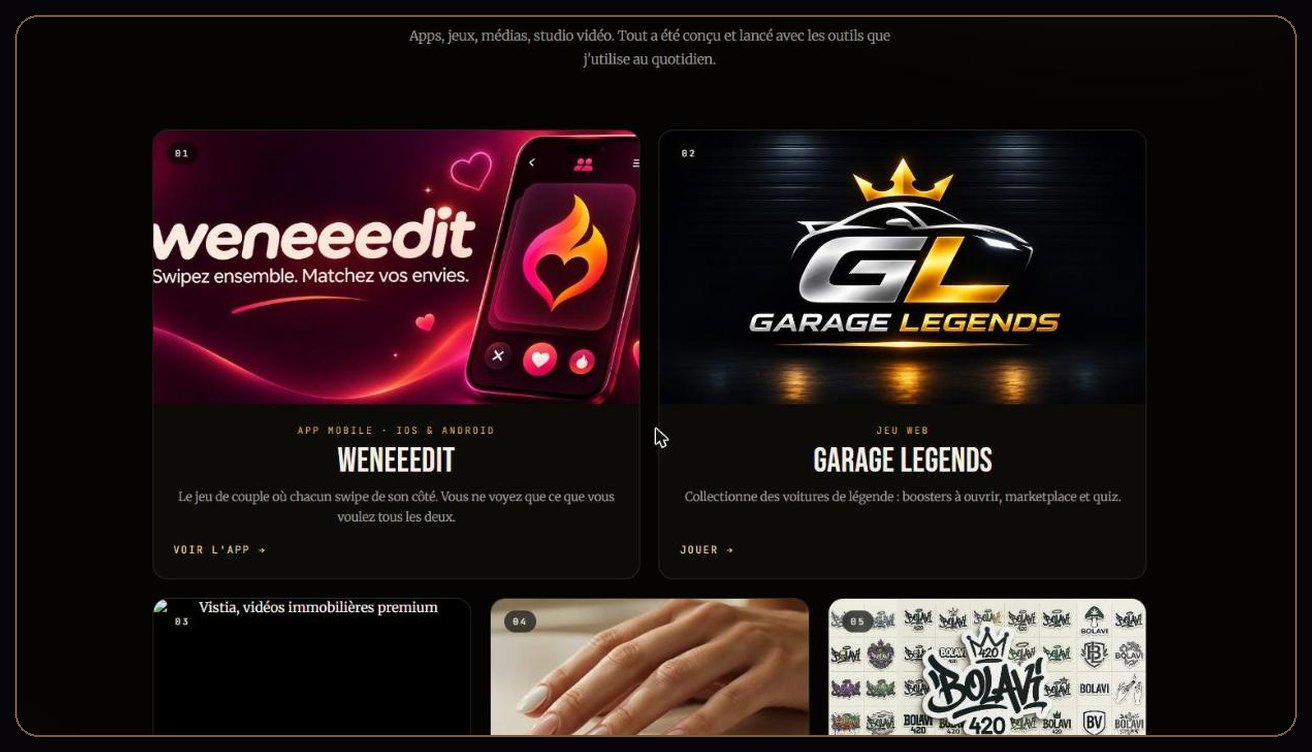 Apps, jeux, médias, studio vidéo. Tout a été conçu et lancé avec les outils que
j'utilise au quotidien.
01
weneeedit
Swipez ensemble. Matchez vos envies.
02
GL
GARAGE LEGENDS
APP MOBILE · IOS & ANDROID
WENEEEDIT
Le jeu de couple où chacun swipe de son côté. Vous ne voyez que ce que vous
voulez tous les deux.
VOIR L'APP →
JEU WEB
GARAGE LEGENDS
Collectionne des voitures de légende : boosters à ouvrir, marketplace et quiz.
JOUER →
Vistia, vidéos immobilières premium
03
04
05
420
BOLAVI
420
BOLAVI
BOLAVI
BV